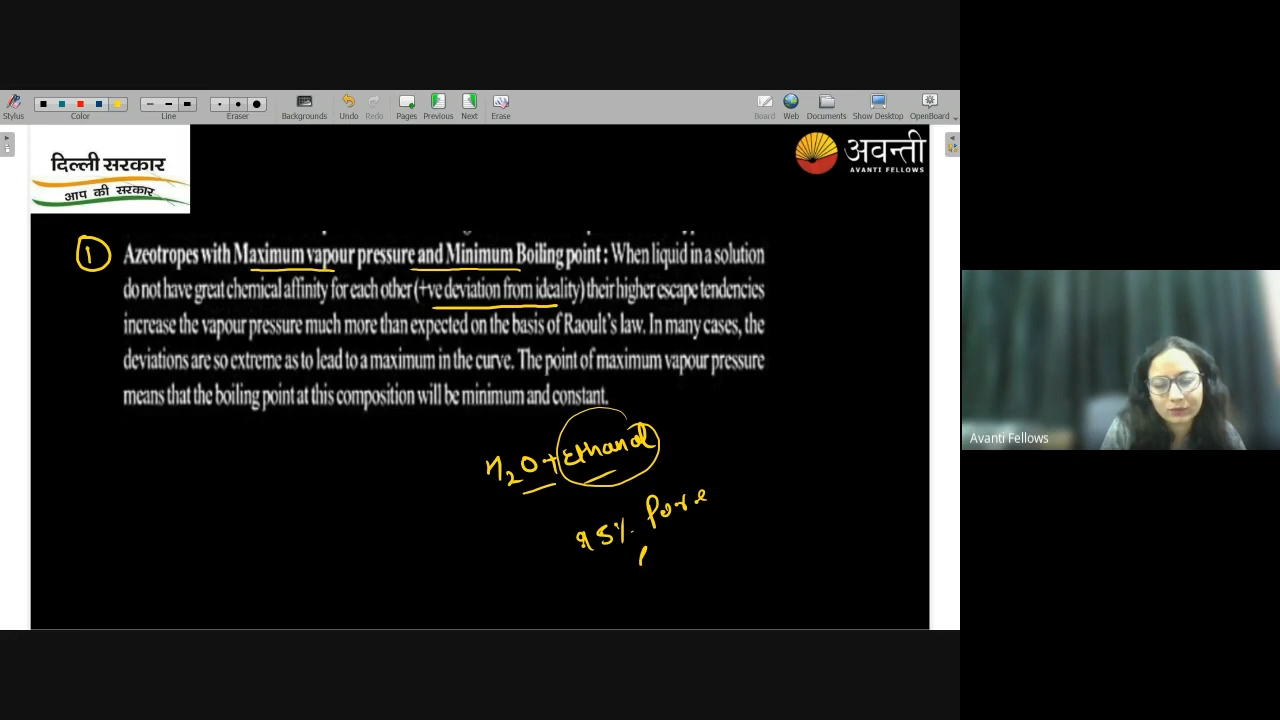 Stylus
Color
Line
Eraser
Backgrounds
Undo
Redo
Pages
Previous
Next
Erase
Board
Web
Documents
Show Desktop
OpenBoard
दिल्ली सरकार
आप की सरकार
अवन्ती
AVANTI FELLOWS
1
Azeotropes with Maximum vapour pressure and Minimum Boiling point : When liquid in a solution
do not have great chemical affinity for each other (+ve deviation from ideality) their higher escape tendencies
increase the vapour pressure much more than expected on the basis of Raoult's law. In many cases, the
deviations are so extreme as to lead to a maximum in the curve. The point of maximum vapour pressure
means that the boiling point at this composition will be minimum and constant.
H2O + Ethanol
95% Pure
Avanti Fellows